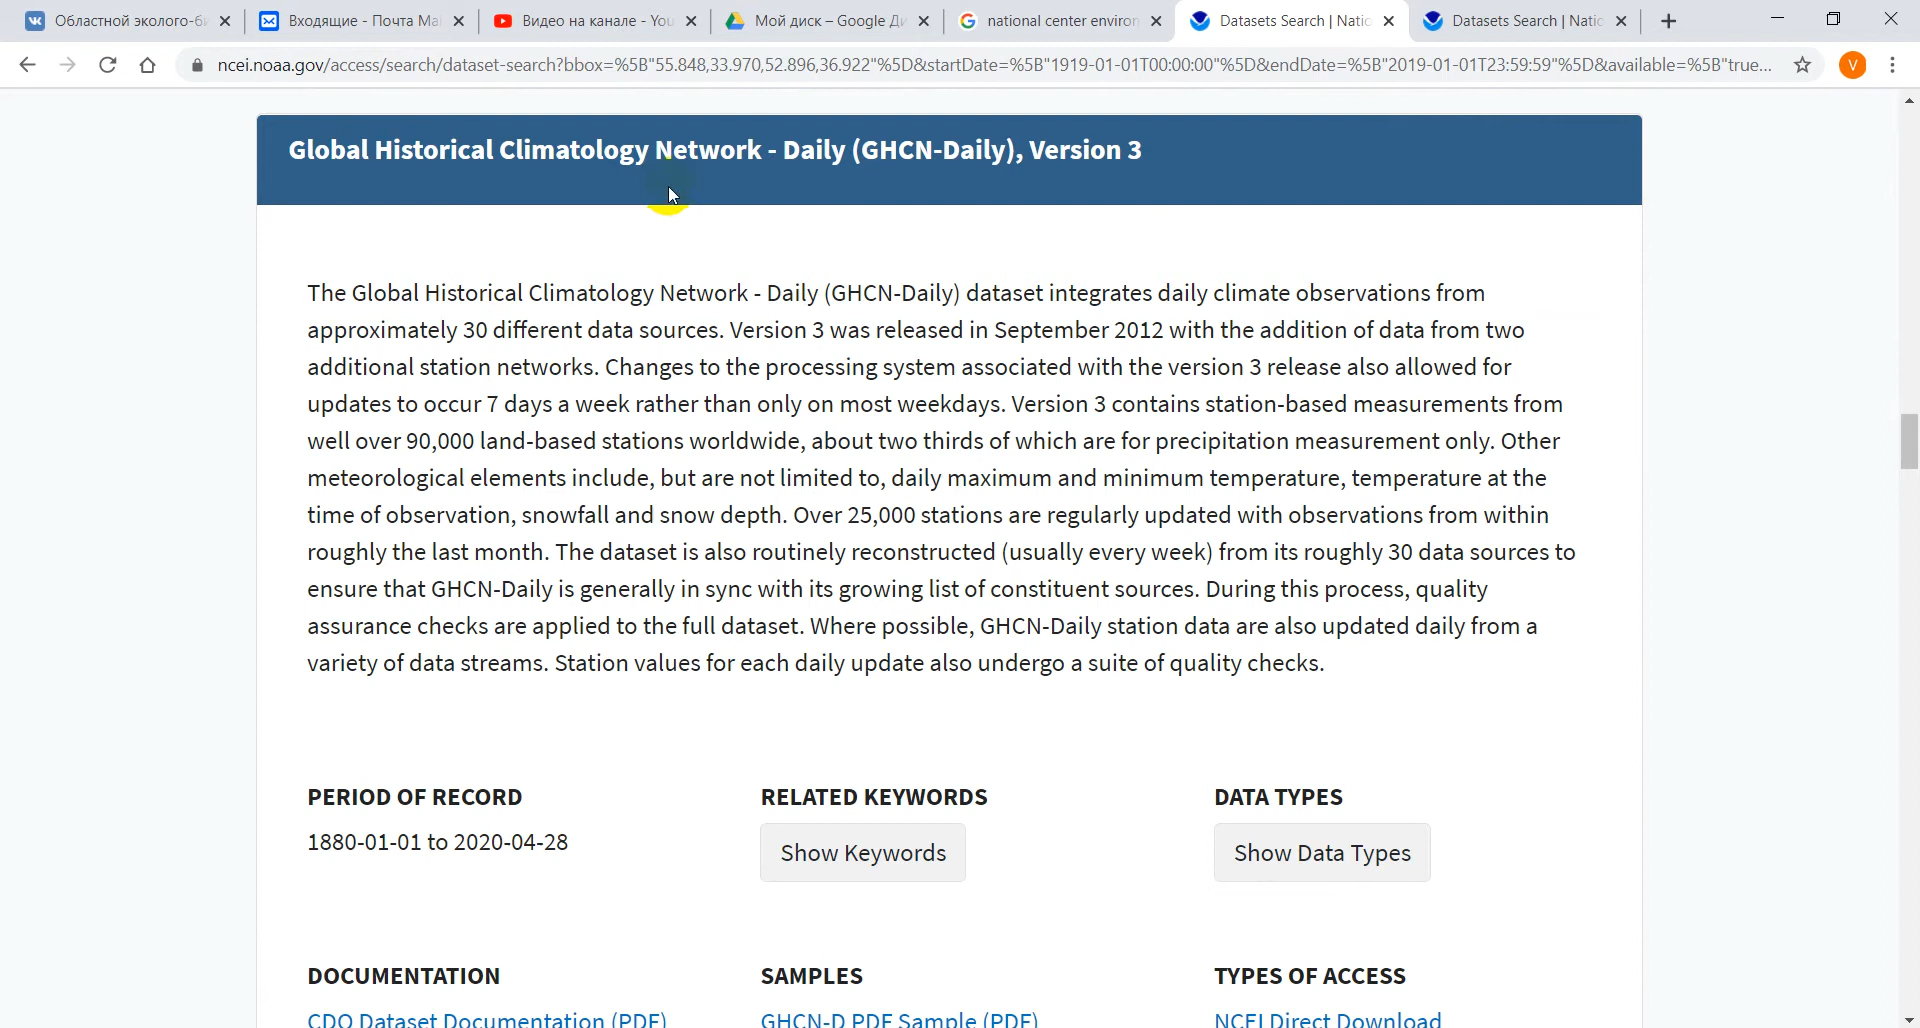 Областной эколого-б
Входящие - Почта Ma
Видео на канале - You
Мой диск – Google Ди
national center environ
Datasets Search | Natic
Datasets Search | Natic
ncei.noaa.gov/access/search/dataset-search?bbox=%5B"55.848,33.970,52.896,36.922"%5D&startDate=%5B"1919-01-01T00:00:00"%5D&endDate=%5B"2019-01-01T23:59:59"%5D&available=%5B"true...
V
Global Historical Climatology Network - Daily (GHCN-Daily), Version 3
The Global Historical Climatology Network - Daily (GHCN-Daily) dataset integrates daily climate observations from
approximately 30 different data sources. Version 3 was released in September 2012 with the addition of data from two
additional station networks. Changes to the processing system associated with the version 3 release also allowed for
updates to occur 7 days a week rather than only on most weekdays. Version 3 contains station-based measurements from
well over 90,000 land-based stations worldwide, about two thirds of which are for precipitation measurement only. Other
meteorological elements include, but are not limited to, daily maximum and minimum temperature, temperature at the
time of observation, snowfall and snow depth. Over 25,000 stations are regularly updated with observations from within
roughly the last month. The dataset is also routinely reconstructed (usually every week) from its roughly 30 data sources to
ensure that GHCN-Daily is generally in sync with its growing list of constituent sources. During this process, quality
assurance checks are applied to the full dataset. Where possible, GHCN-Daily station data are also updated daily from a
variety of data streams. Station values for each daily update also undergo a suite of quality checks.
PERIOD OF RECORD
1880-01-01 to 2020-04-28
RELATED KEYWORDS
Show Keywords
DATA TYPES
Show Data Types
DOCUMENTATION
CDO Dataset Documentation (PDF)
SAMPLES
GHCN-D PDF Sample (PDF)
TYPES OF ACCESS
NCEI Direct Download